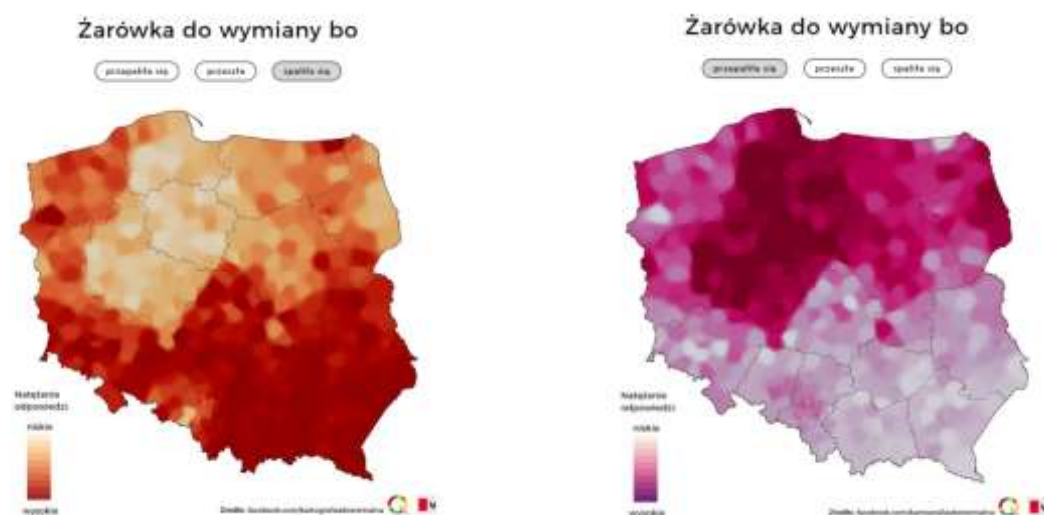 Żarówka do wymiany bo
przepaliła się przeszła spaliła się
Natężenie
odpowiedzi
niskie
wysokie
Żarówka do wymiany bo
przepaliła się przeszła spaliła się
Natężenie
odpowiedzi
niskie
wysokie